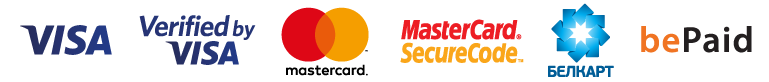 VISA
Verified by
VISA
mastercard.
MasterCard.
SecureCode.
БЕЛКАРТ
bePaid